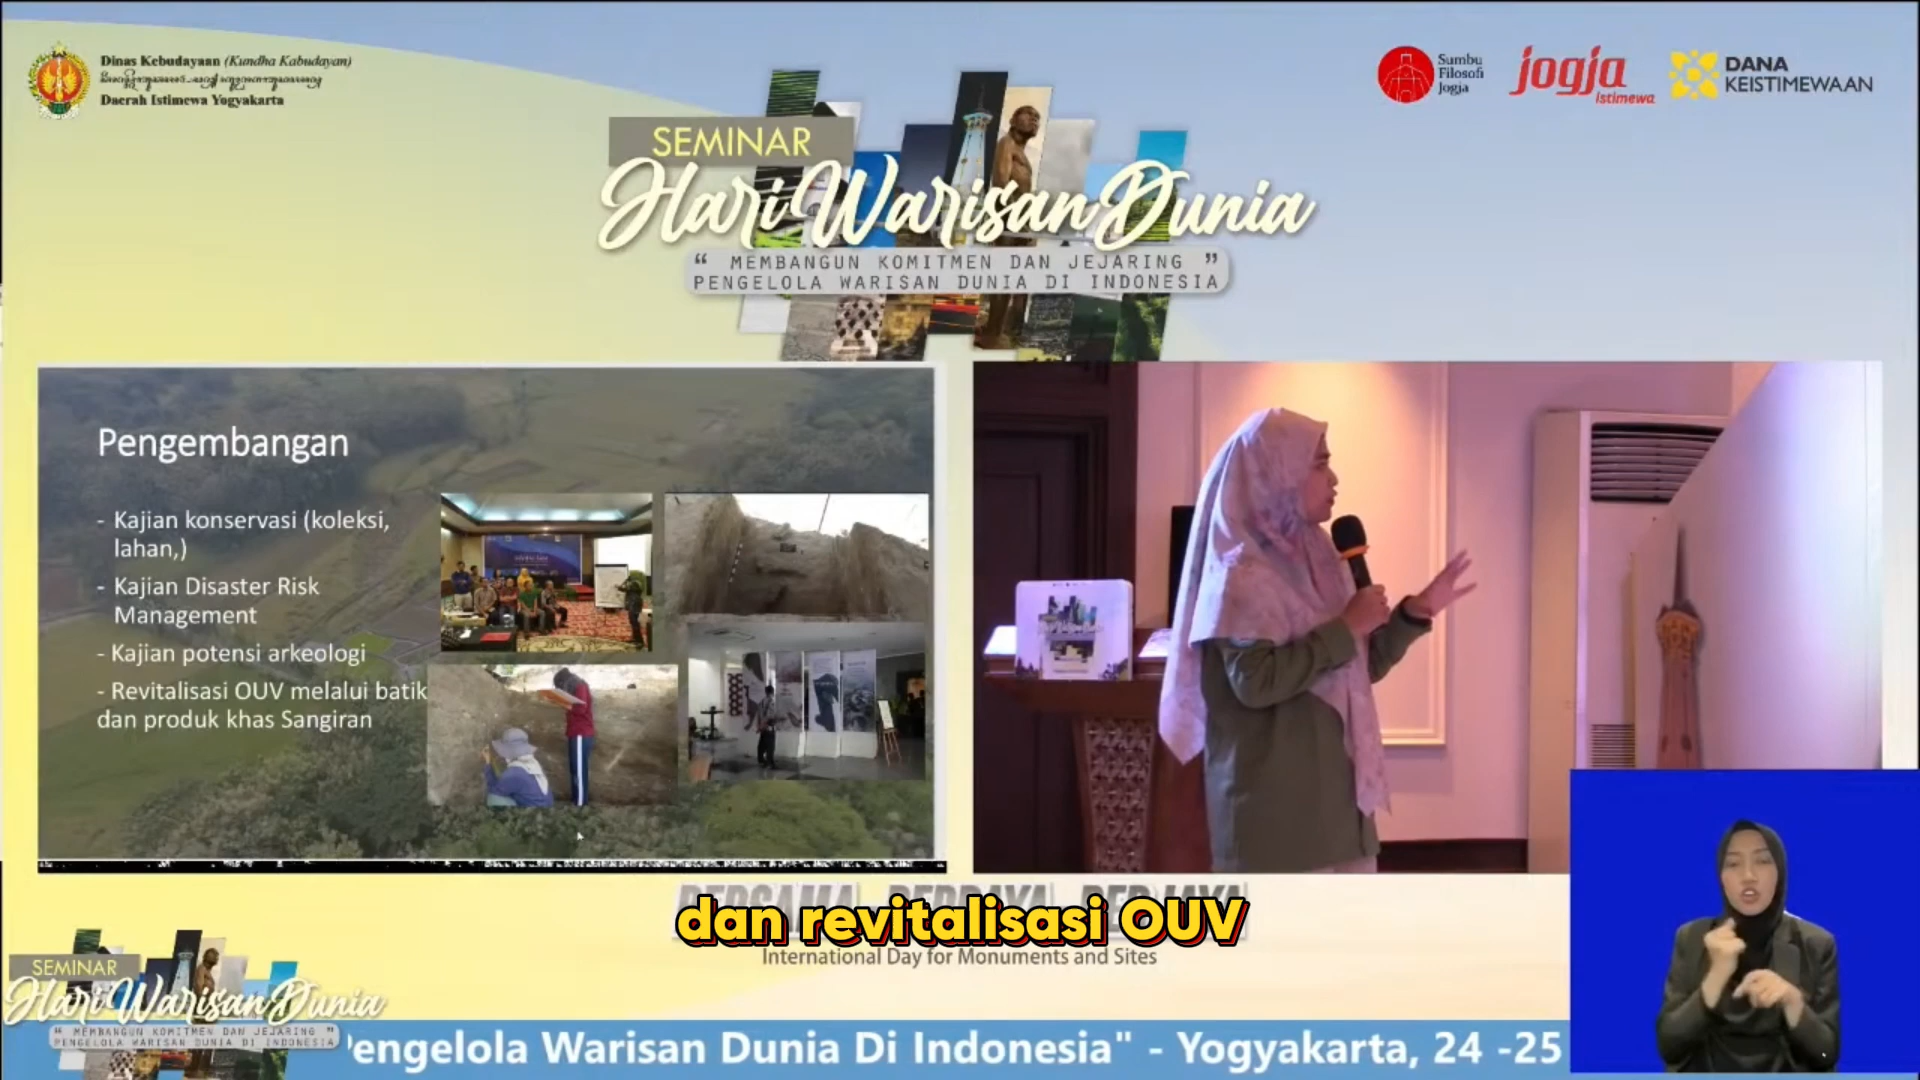 Dinas Kebudayaan (Kundha Kabudayan)
Daerah Istimewa Yogyakarta
Sumbu
Filosofi
Jogja
jogja
istimewa
DANA
KEISTIMEWAAN
SEMINAR
Hari Warisan Dunia
“ MEMBANGUN KOMITMEN DAN JEJARING ”
PENGELOLA WARISAN DUNIA DI INDONESIA
Pengembangan
- Kajian konservasi (koleksi,
lahan,)
- Kajian Disaster Risk
Management
- Kajian potensi arkeologi
- Revitalisasi OUV melalui batik
dan produk khas Sangiran
dan revitalisasi OUV
International Day for Monuments and Sites
SEMINAR
Hari Warisan Dunia
“ MEMBANGUN KOMITMEN DAN JEJARING ”
PENGELOLA WARISAN DUNIA DI INDONESIA
Pengelola Warisan Dunia Di Indonesia" - Yogyakarta, 24 -25